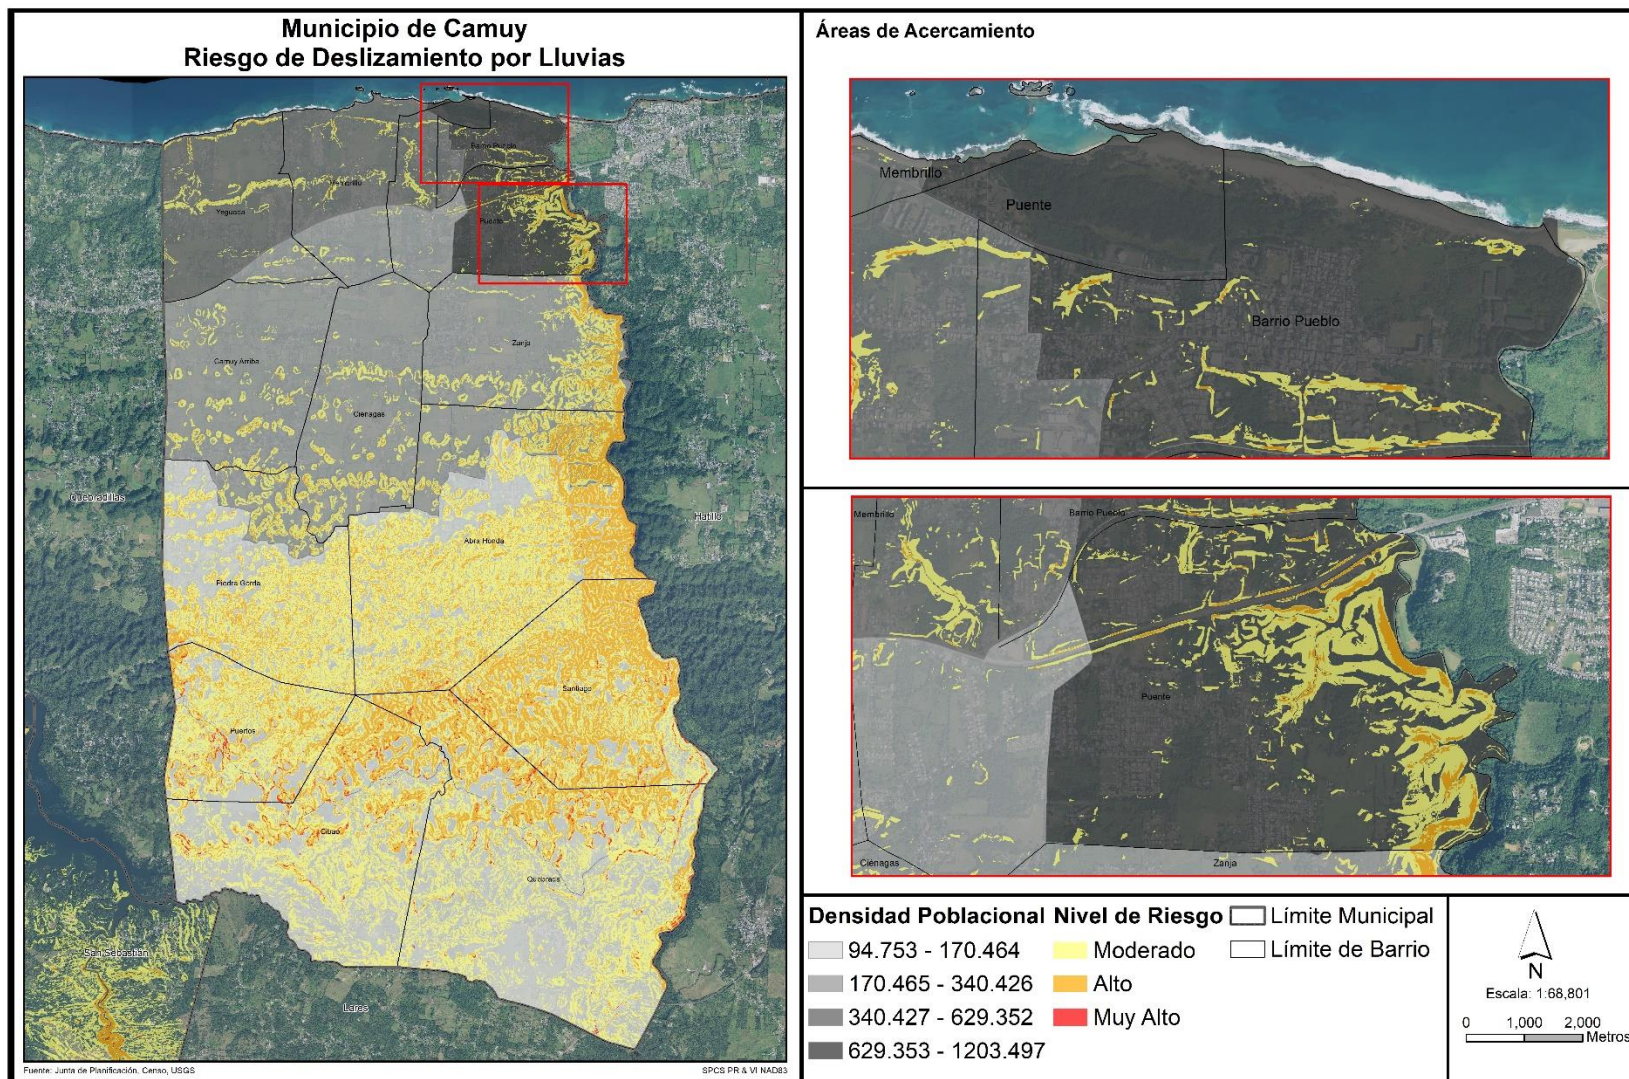 Municipio de Camuy
Riesgo de Deslizamiento por Lluvias
Barrio Pueblo
Membrillo
Yeguada
Puente
Camuy Arriba
Zanja
Ciénagas
Quebradillas
Hatillo
Abra Honda
Piedra Gorda
Santiago
Puertos
Cibao
Quebrada
San Sebastián
Lares
Fuente: Junta de Planificación, Censo, USGS
SPCS PR & VI NAD83
Áreas de Acercamiento
Membrillo
Puente
Barrio Pueblo
Membrillo
Barrio Pueblo
Puente
Ciénagas
Zanja
Densidad Poblacional
94.753 - 170.464
170.465 - 340.426
340.427 - 629.352
629.353 - 1203.497
Nivel de Riesgo
Moderado
Alto
Muy Alto
Límite Municipal
Límite de Barrio
N
Escala: 1:68,801
0 1,000 2,000
Metros